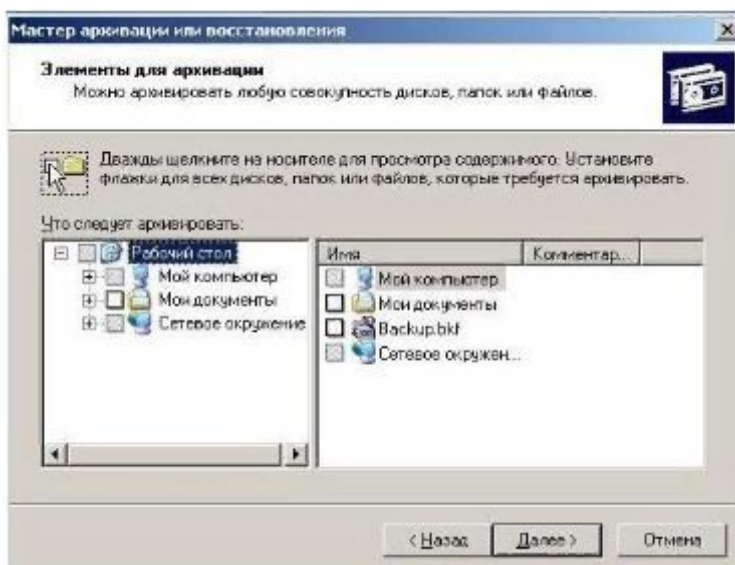 Мастер архивации или восстановления
Элементы для архивации
Можно архивировать любую совокупность дисков, папок или файлов.
Дважды щелкните на носителе для просмотра содержимого. Установите
флажки для всех дисков, папок или файлов, которые требуется архивировать.
Что следует архивировать:
Рабочий стол
Мой компьютер
Мои документы
Сетевое окружение
Имя Комментар...
Мой компьютер
Мои документы
Backup.bkf
Сетевое окружен...
< Назад Далее > Отмена